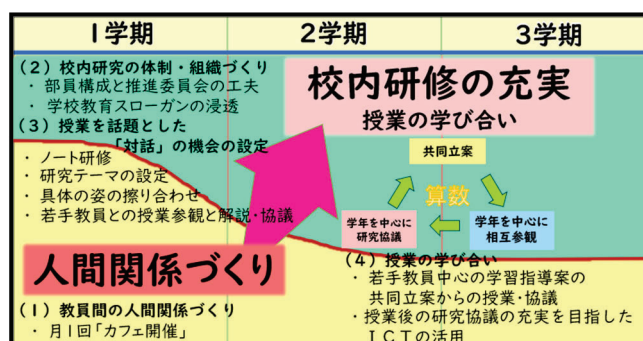 1学期
2学期
3学期
(2)校内研究の体制・組織づくり
・ 部員構成と推進委員会の工夫
・ 学校教育スローガンの浸透
(3)授業を話題とした
「対話」の機会の設定
・ ノート研修
・ 研究テーマの設定
・ 具体の姿の擦り合わせ
・ 若手教員との授業参観と解説・協議
人間関係づくり
(1)教員間の人間関係づくり
・ 月1回「カフェ開催」
校内研修の充実
授業の学び合い
共同立案
算数
学年を中心に
研究協議
学年を中心に
相互参観
(4)授業の学び合い
・ 若手教員中心の学習指導案の
共同立案からの授業・協議
・ 授業後の研究協議の充実を目指した
ICTの活用